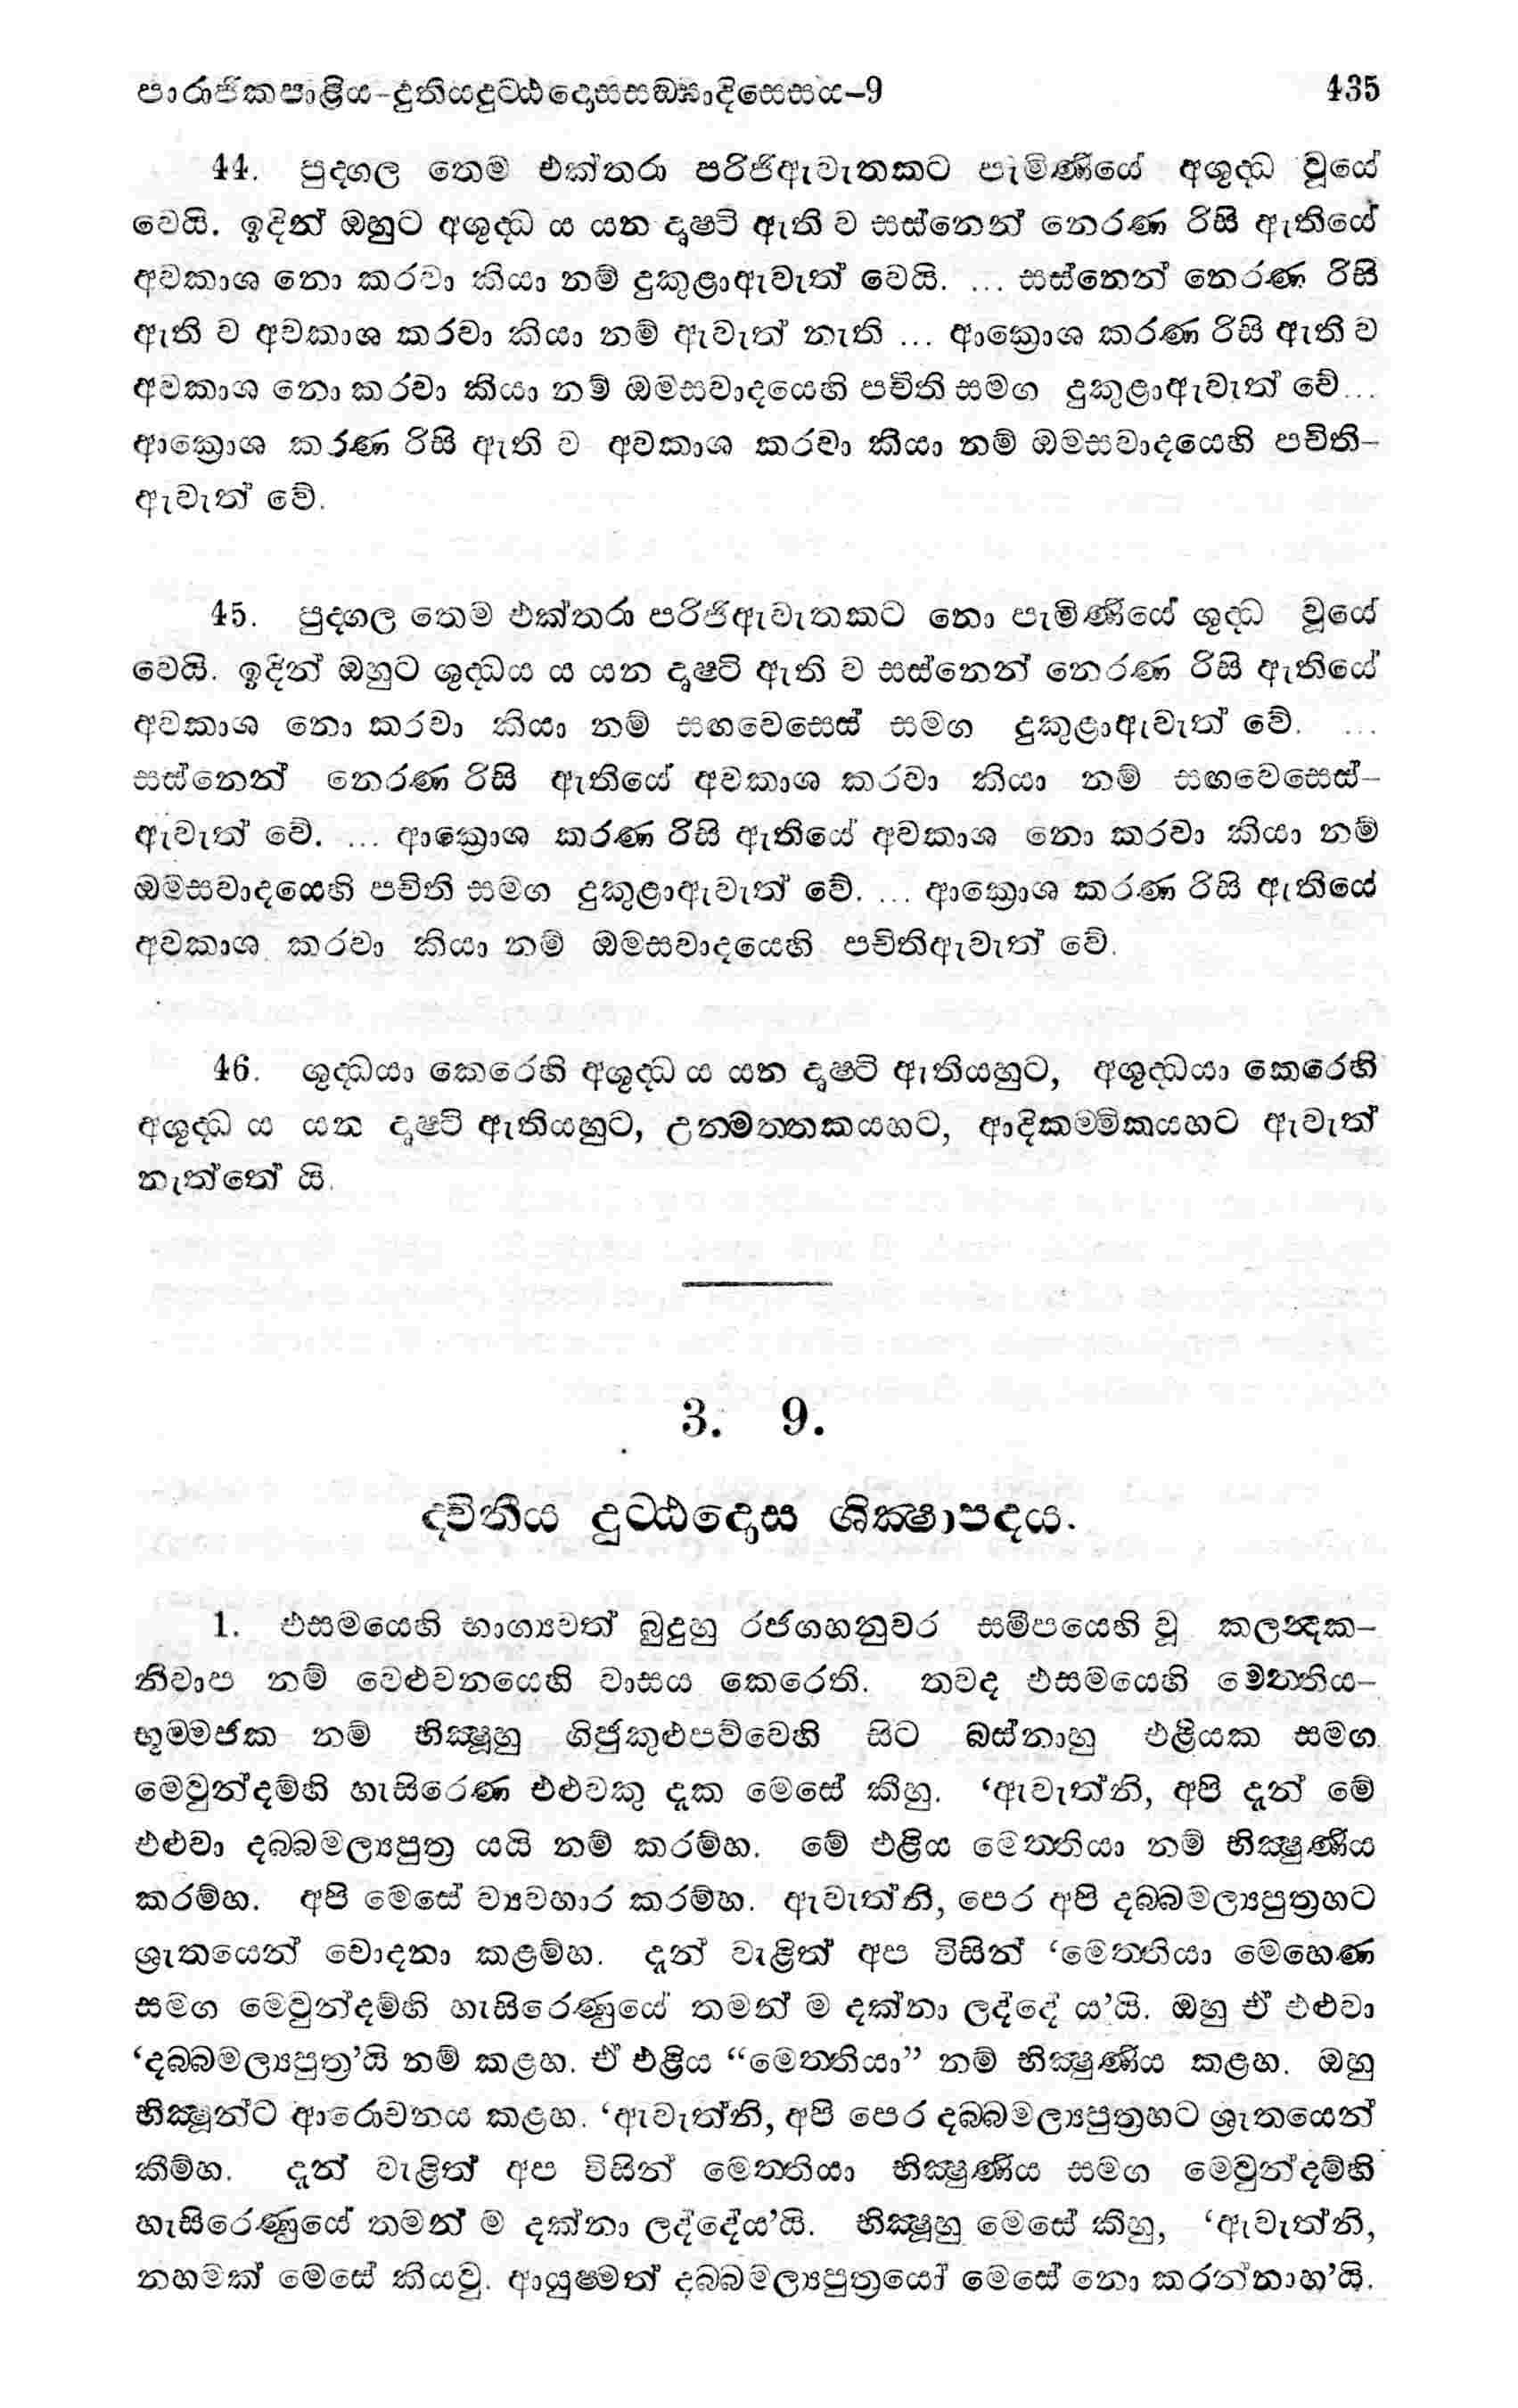 පාරාජිකපාළිය-දුතියදුට්ඨදොසසඞ්ඝාදිසෙසය-9 435
44. පුද්ගල තෙම එක්තරා පරිජිඇවැතකට පැමිණියේ අශුද්ධ වූයේ
වෙයි. ඉදින් ඔහුට අශුද්ධ ය යන දෘෂ්ටි ඇති ව සස්නෙන් නෙරණ රිසි ඇතියේ
අවකාශ නො කරවා කියා නම් දුකුළාඇවැත් වෙයි. ... සස්නෙන් නෙරණ රිසි
ඇති ව අවකාශ කරවා කියා නම් ඇවැත් නැති ... ආක්‍රොශ කරණ රිසි ඇති ව
අවකාශ නො කරවා කියා නම් ඔමසවාදයෙහි පචිති සමග දුකුළාඇවැත් වේ...
ආක්‍රොශ කරණ රිසි ඇති ව අවකාශ කරවා කියා නම් ඔමසවාදයෙහි පචිති-
ඇවැත් වේ.
45. පුද්ගල තෙම එක්තරා පරිජිඇවැතකට නො පැමිණියේ ශුද්ධ වූයේ
වෙයි. ඉදින් ඔහුට ශුද්ධය ය යන දෘෂ්ටි ඇති ව සස්නෙන් නෙරණ රිසි ඇතියේ
අවකාශ නො කරවා කියා නම් සඟවෙසෙස් සමග දුකුළාඇවැත් වේ. ...
සස්නෙන් නෙරණ රිසි ඇතියේ අවකාශ කරවා කියා නම් සඟවෙසෙස්-
ඇවැත් වේ. ... ආක්‍රොශ කරණ රිසි ඇතියේ අවකාශ නො කරවා කියා නම්
ඔමසවාදයෙහි පචිති සමග දුකුළාඇවැත් වේ. ... ආක්‍රොශ කරණ රිසි ඇතියේ
අවකාශ කරවා කියා නම් ඔමසවාදයෙහි පචිතිඇවැත් වේ.
46. ශුද්ධයා කෙරෙහි අශුද්ධ ය යන දෘෂ්ටි ඇතියහුට, අශුද්ධයා කෙරෙහි
අශුද්ධ ය යන දෘෂ්ටි ඇතියහුට, උන්මත්තකයහට, ආදිකම්මිකයහට ඇවැත්
නැත්තේ යි.
3. 9.
ද්විතීය දුට්ඨදොස ශික්‍ෂාපදය.
1. එසමයෙහි භාග්‍යවත් බුදුහු රජගහනුවර සමීපයෙහි වූ කලන්දක-
නිවාප නම් වෙළුවනයෙහි වාසය කෙරෙති. තවද එසමයෙහි මෙත්තිය-
භූම්මජක නම් භික්‍ෂූහු ගිජුකුළුපව්වෙහි සිට බස්නාහු එළියක සමග
මෙවුන්දම්හි හැසිරෙණ එළුවකු දැක මෙසේ කීහු. ‘ඇවැත්නි, අපි දැන් මේ
එළුවා දබ්බමල්‍යපුත්‍ර යයි නම් කරම්හ. මේ එළිය මෙත්තියා නම් භික්‍ෂුණිය
කරම්හ. අපි මෙසේ ව්‍යවහාර කරම්හ. ඇවැත්නි, පෙර අපි දබ්බමල්‍යපුත්‍රහට
ශ්‍රැතයෙන් චොදනා කළම්හ. දැන් වැළිත් අප විසින් ‘මෙත්තියා මෙහෙණ
සමග මෙවුන්දම්හි හැසිරෙණුයේ තමන් ම දක්නා ලද්දේ ය’යි. ඔහු ඒ එළුවා
‘දබ්බමල්‍යපුත්‍ර’යි නම් කළහ. ඒ එළිය “මෙත්තියා” නම් භික්‍ෂුණිය කළහ. ඔහු
භික්‍ෂූන්ට ආරොචනය කළහ. ‘ඇවැත්නි, අපි පෙර දබ්බමල්‍යපුත්‍රහට ශ්‍රැතයෙන්
කීම්හ. දැන් වැළිත් අප විසින් මෙත්තියා භික්‍ෂුණිය සමග මෙවුන්දම්හි
හැසිරෙණුයේ තමන් ම දක්නා ලද්දේය’යි. භික්‍ෂූහු මෙසේ කීහු, ‘ඇවැත්නි,
නහමක් මෙසේ කියවු. ආයුෂ්මත් දබ්බමල්‍යපුත්‍රයෝ මෙසේ නො කරන්නාහ’යි.